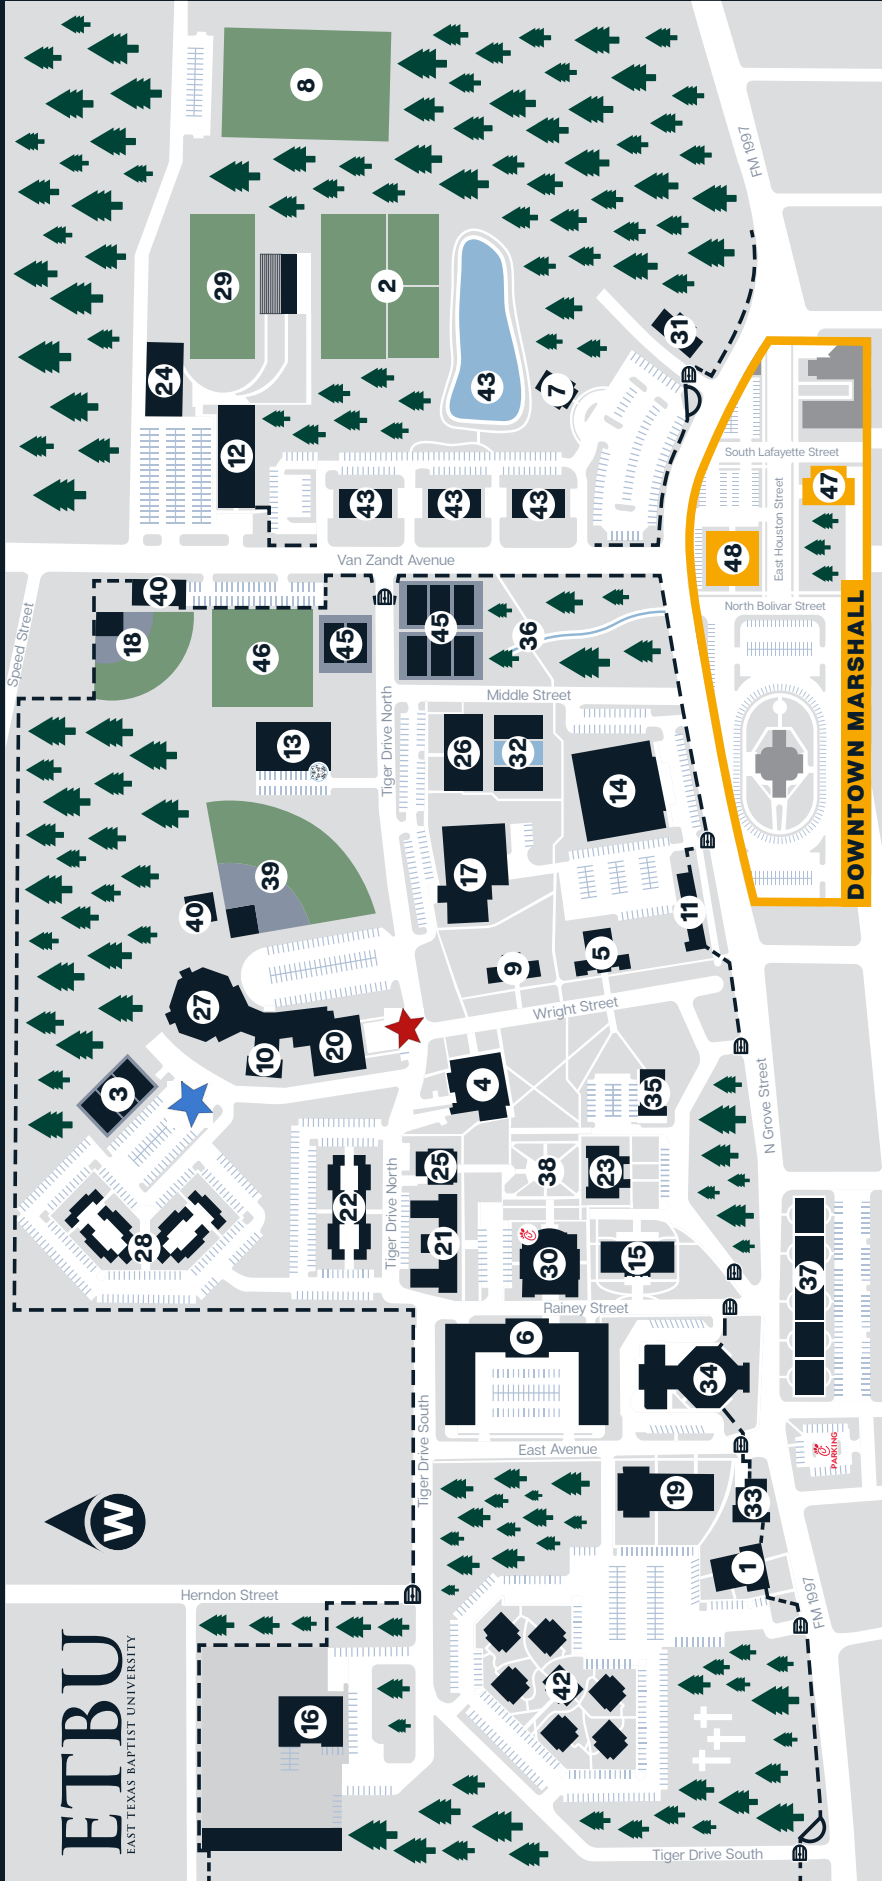 8
FM 1997
29
2
24
43
7
31
12
43
43
43
South Lafayette Street
47
48
East Houston Street
Van Zandt Avenue
North Bolivar Street
Speed Street
40
18
46
45
45
36
Middle Street
Tiger Drive North
13
26
32
14
DOWNTOWN MARSHALL
17
39
40
11
9
5
27
Wright Street
20
10
3
4
35
N Grove Street
25
38
23
22
Tiger Drive North
21
30
15
28
37
Rainey Street
6
34
Tiger Drive South
East Avenue
PARKING
19
33
W
1
FM 1997
Herndon Street
ETBU
EAST TEXAS BAPTIST UNIVERSITY
42
16
Tiger Drive South